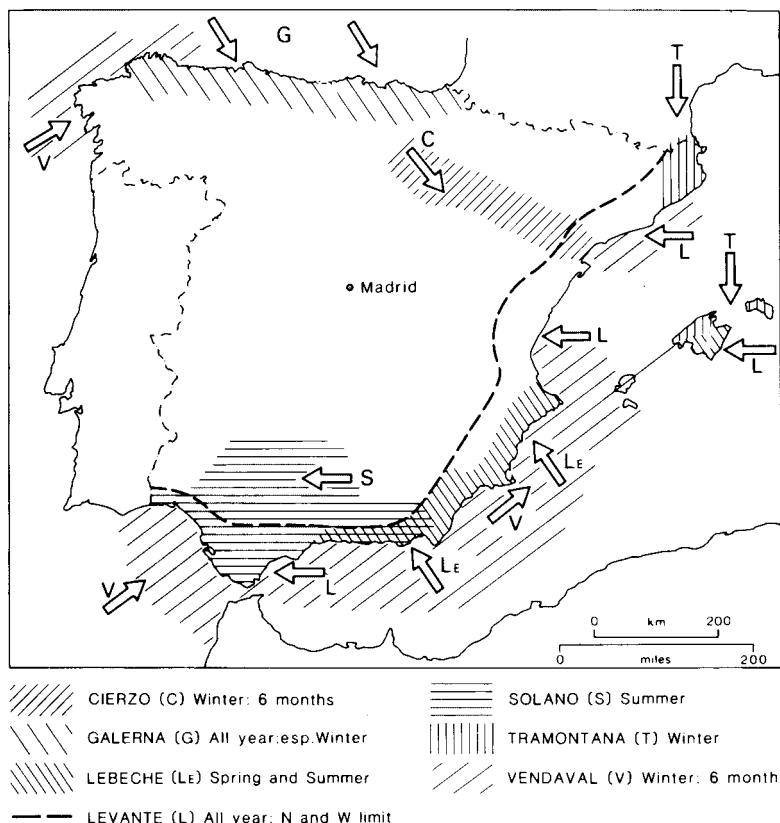 G
T
V
C
T
L
Madrid
L
L
S
LE
V
LE
V
L
0 km 200
0 miles 200
CIERZO (C) Winter: 6 months
GALERNA (G) All year: esp. Winter
LEBECHE (LE) Spring and Summer
LEVANTE (L) All year: N and W limit
SOLANO (S) Summer
TRAMONTANA (T) Winter
VENDAVAL (V) Winter: 6 month